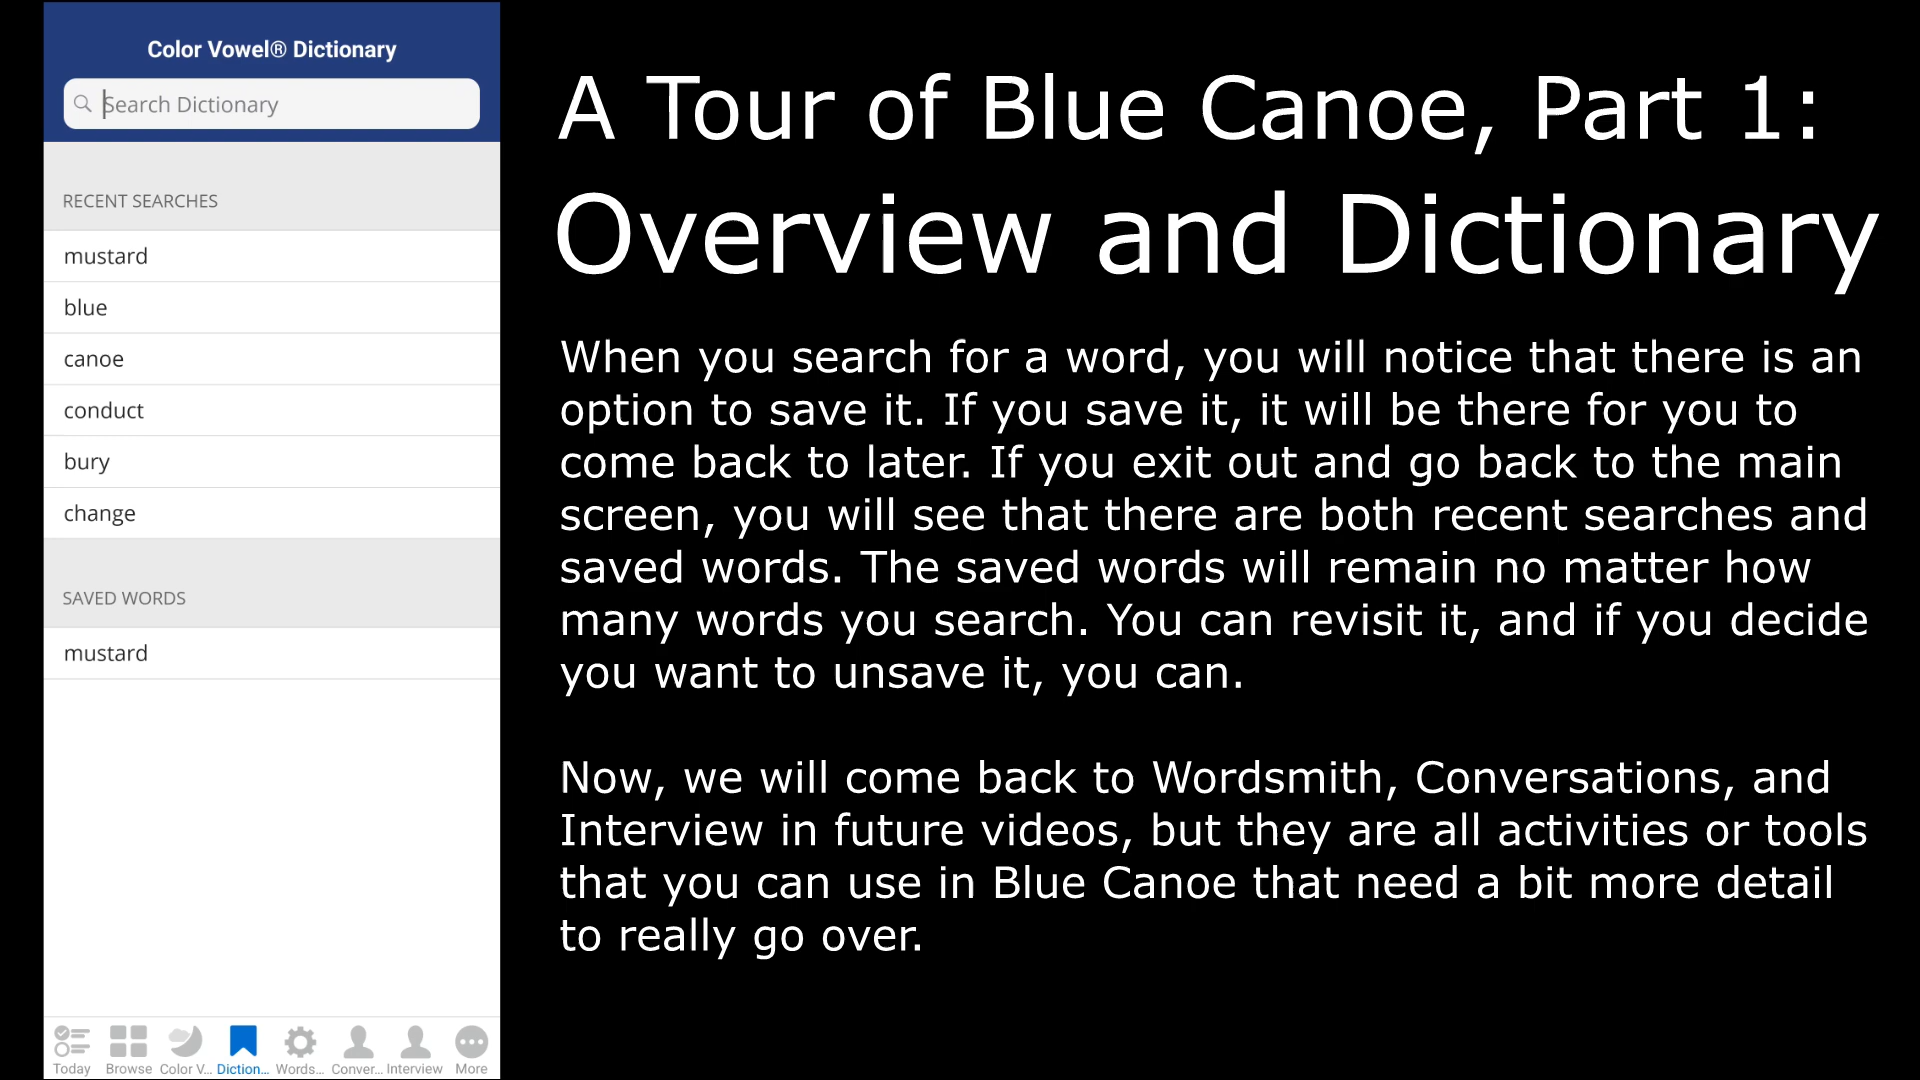 Color Vowel® Dictionary
Search Dictionary
RECENT SEARCHES
mustard
blue
canoe
conduct
bury
change
SAVED WORDS
mustard
Today
Browse
Color V...
Diction...
Words...
Conver...
Interview
More
A Tour of Blue Canoe, Part 1:
Overview and Dictionary
When you search for a word, you will notice that there is an
option to save it. If you save it, it will be there for you to
come back to later. If you exit out and go back to the main
screen, you will see that there are both recent searches and
saved words. The saved words will remain no matter how
many words you search. You can revisit it, and if you decide
you want to unsave it, you can.
Now, we will come back to Wordsmith, Conversations, and
Interview in future videos, but they are all activities or tools
that you can use in Blue Canoe that need a bit more detail
to really go over.